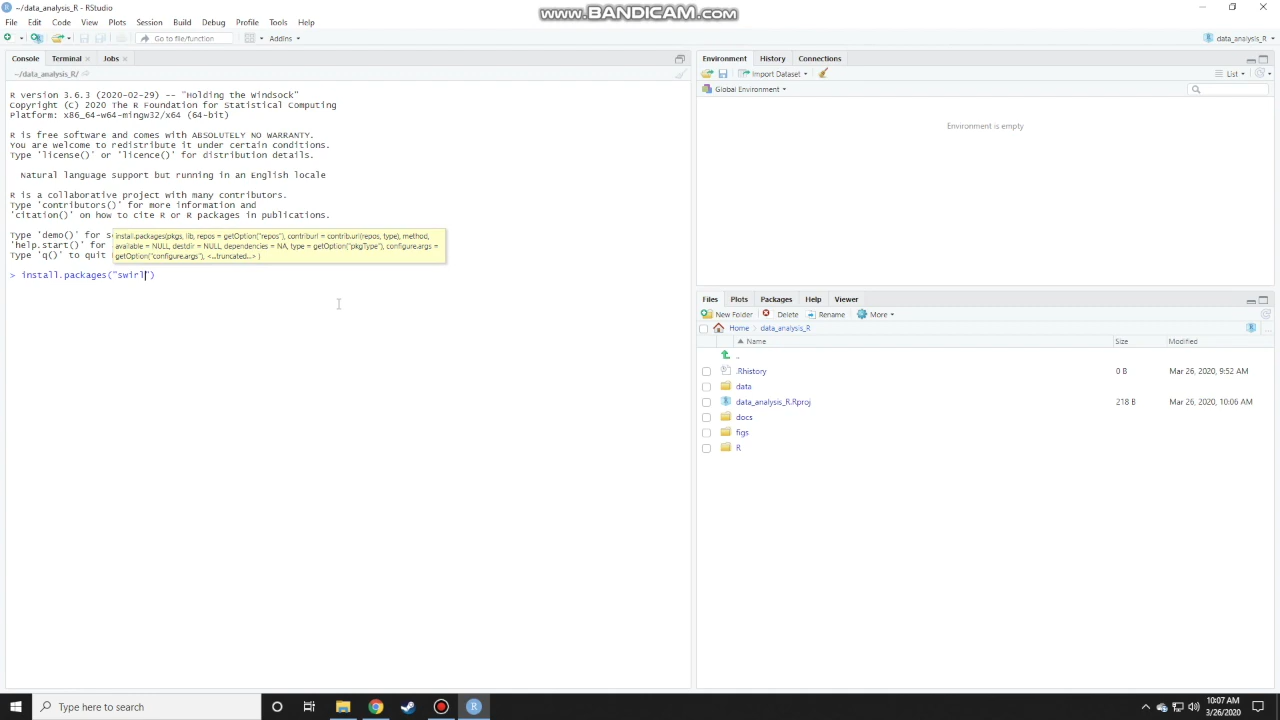 ~/data_analysis_R - RStudio
www.BANDICAM.com
File Edit Code View Plots Session Build Debug Profile Tools Help
Go to file/function Addins data_analysis_R
Console Terminal Jobs
~/data_analysis_R/
R version 3.6.3 (2020-02-29) -- "Holding the Windsock"
Copyright (C) 2020 The R Foundation for Statistical Computing
Platform: x86_64-w64-mingw32/x64 (64-bit)
R is free software and comes with ABSOLUTELY NO WARRANTY.
You are welcome to redistribute it under certain conditions.
Type 'license()' or 'licence()' for distribution details.
Natural language support but running in an English locale
R is a collaborative project with many contributors.
Type 'contributors()' for more information and
'citation()' on how to cite R or R packages in publications.
Type 'demo()' for
'help.start()' for
Type 'q()' to quit
install.packages(pkgs, lib, repos = getOption("repos"), contriburl = contrib.url(repos, type), method,
available = NULL, destdir = NULL, dependencies = NA, type = getOption("pkgType"), configure.args =
getOption("configure.args"), <...truncated...> )
> install.packages("swirl")
Environment History Connections
Import Dataset List
Global Environment
Environment is empty
Files Plots Packages Help Viewer
New Folder Delete Rename More
Home data_analysis_R
Name Size Modified
..
.Rhistory 0 B Mar 26, 2020, 9:52 AM
data
data_analysis_R.Rproj 218 B Mar 26, 2020, 10:06 AM
docs
figs
R
Type here to search
10:07 AM
3/26/2020